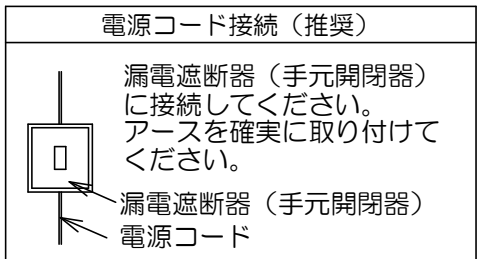 電源コード接続（推奨）
漏電遮断器（手元開閉器）
に接続してください。
アースを確実に取り付けて
ください。
漏電遮断器（手元開閉器）
電源コード